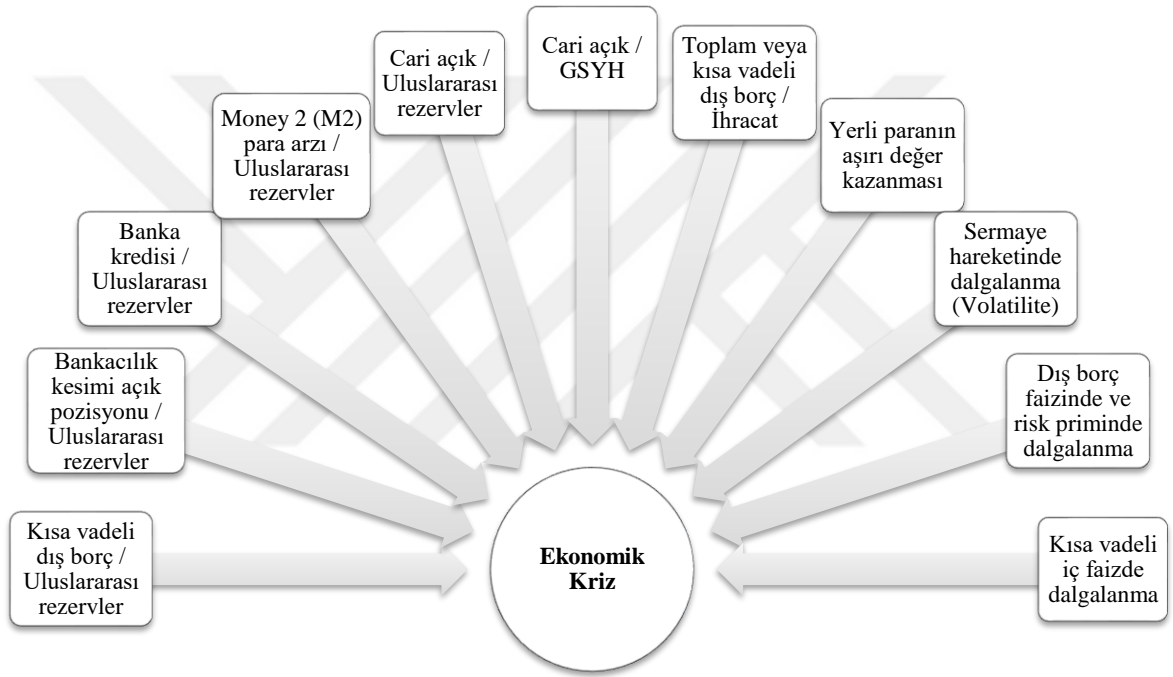 Kısa vadeli
dış borç /
Uluslararası
rezervler
Bankacılık
kesimi açık
pozisyonu /
Uluslararası
rezervler
Banka
kredisi /
Uluslararası
rezervler
Money 2 (M2)
para arzı /
Uluslararası
rezervler
Cari açık /
Uluslararası
rezervler
Cari açık /
GSYH
Toplam veya
kısa vadeli
dış borç /
İhracat
Yerli paranın
aşırı değer
kazanması
Sermaye
hareketinde
dalgalanma
(Volatilite)
Dış borç
faizinde ve
risk priminde
dalgalanma
Kısa vadeli
iç faizde
dalgalanma
Ekonomik
Kriz